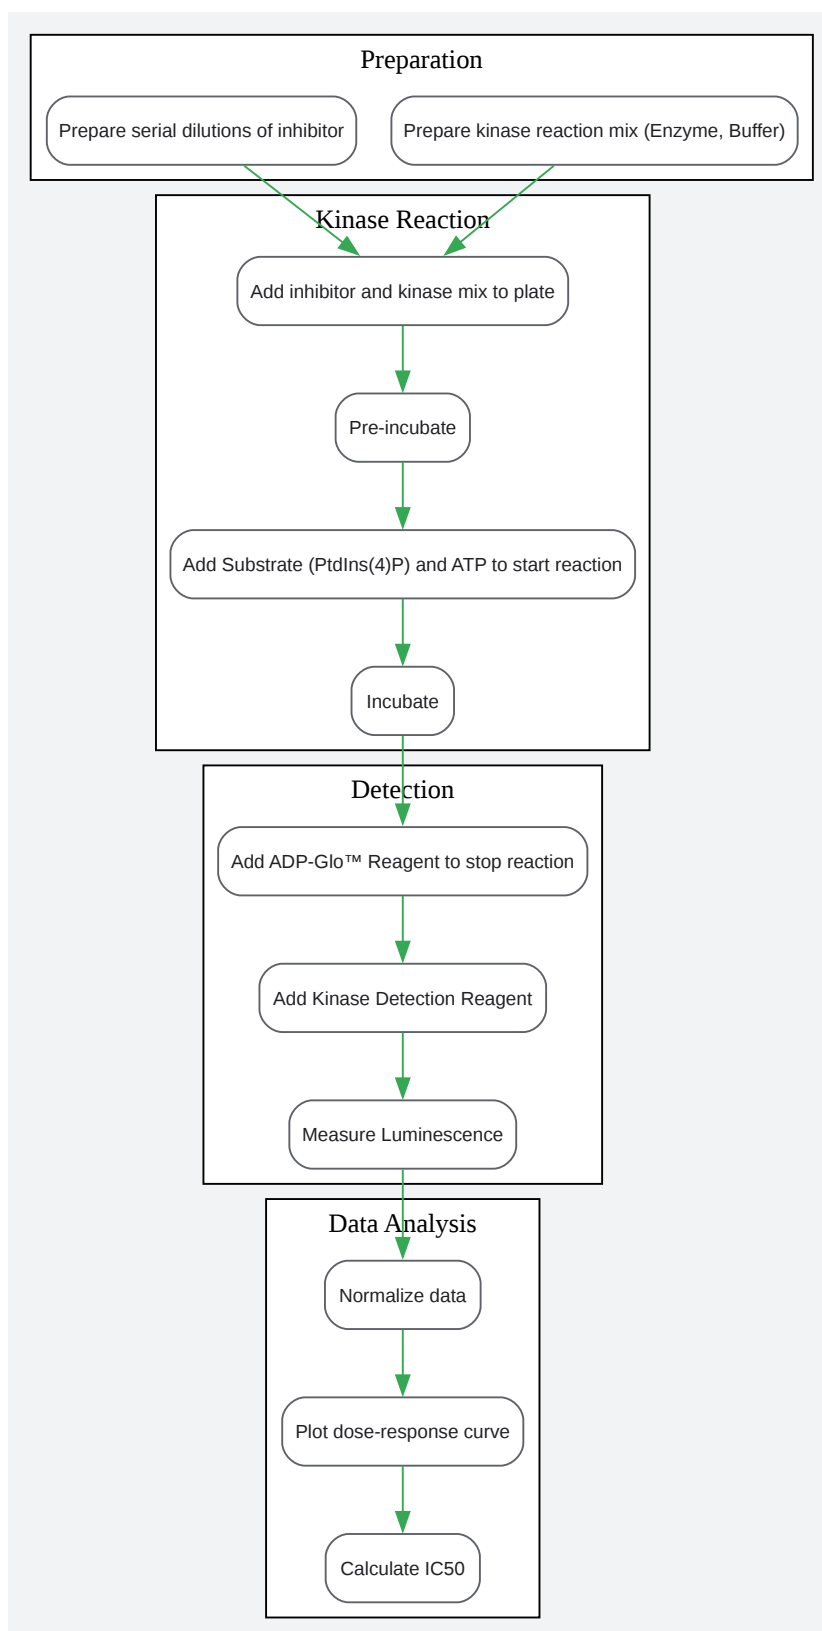 Preparation
Prepare serial dilutions of inhibitor
Prepare kinase reaction mix (Enzyme, Buffer)
Kinase Reaction
Add inhibitor and kinase mix to plate
Pre-incubate
Add Substrate (PtdIns(4)P) and ATP to start reaction
Incubate
Detection
Add ADP-Glo™ Reagent to stop reaction
Add Kinase Detection Reagent
Measure Luminescence
Data Analysis
Normalize data
Plot dose-response curve
Calculate IC50